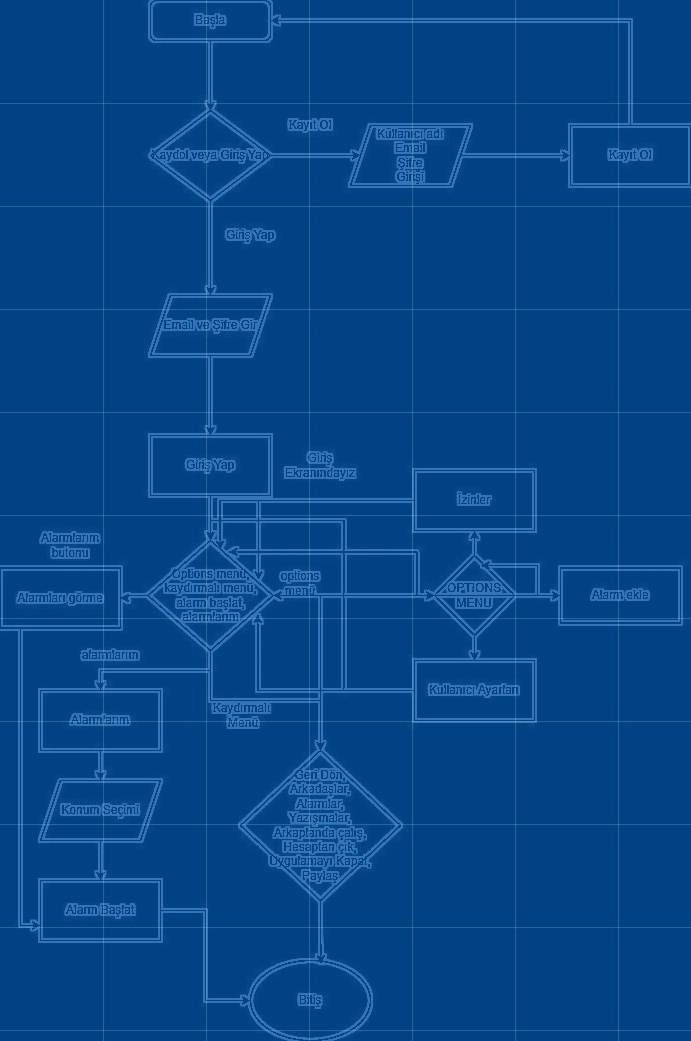 Başla
Kayıt Ol
Kaydol veya Giriş Yap
Kullanıcı adı
Email
Şifre
Girişi
Kayıt Ol
Giriş Yap
Email ve Şifre Gir
Giriş Yap
Giriş
Ekranındayız
İzinler
Alarmlarım
butonu
Alarmları görme
Options menü,
kaydırmalı menü,
alarm başlat,
alarmlarım
options
menü
OPTIONS
MENU
Alarm ekle
alarmlarım
Kullanıcı Ayarları
Alarmlarım
Kaydırmalı
Menü
Konum Seçimi
Geri Dön,
Arkadaşlar,
Alarmlar,
Yazışmalar,
Arkaplanda çalış,
Hesaptan çık,
Uygulamayı Kapat,
Paylaş
Alarm Başlat
Bitiş